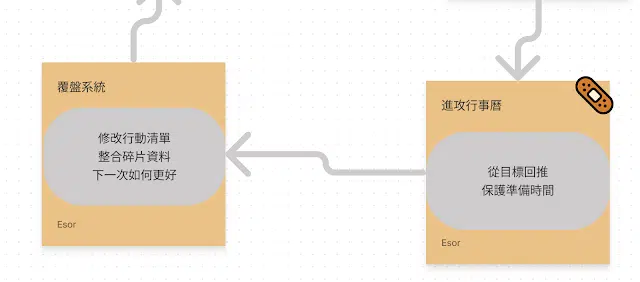 覆盤系統
修改行動清單
整合碎片資料
下一次如何更好
Esor
進攻行事曆
從目標回推
保護準備時間
Esor